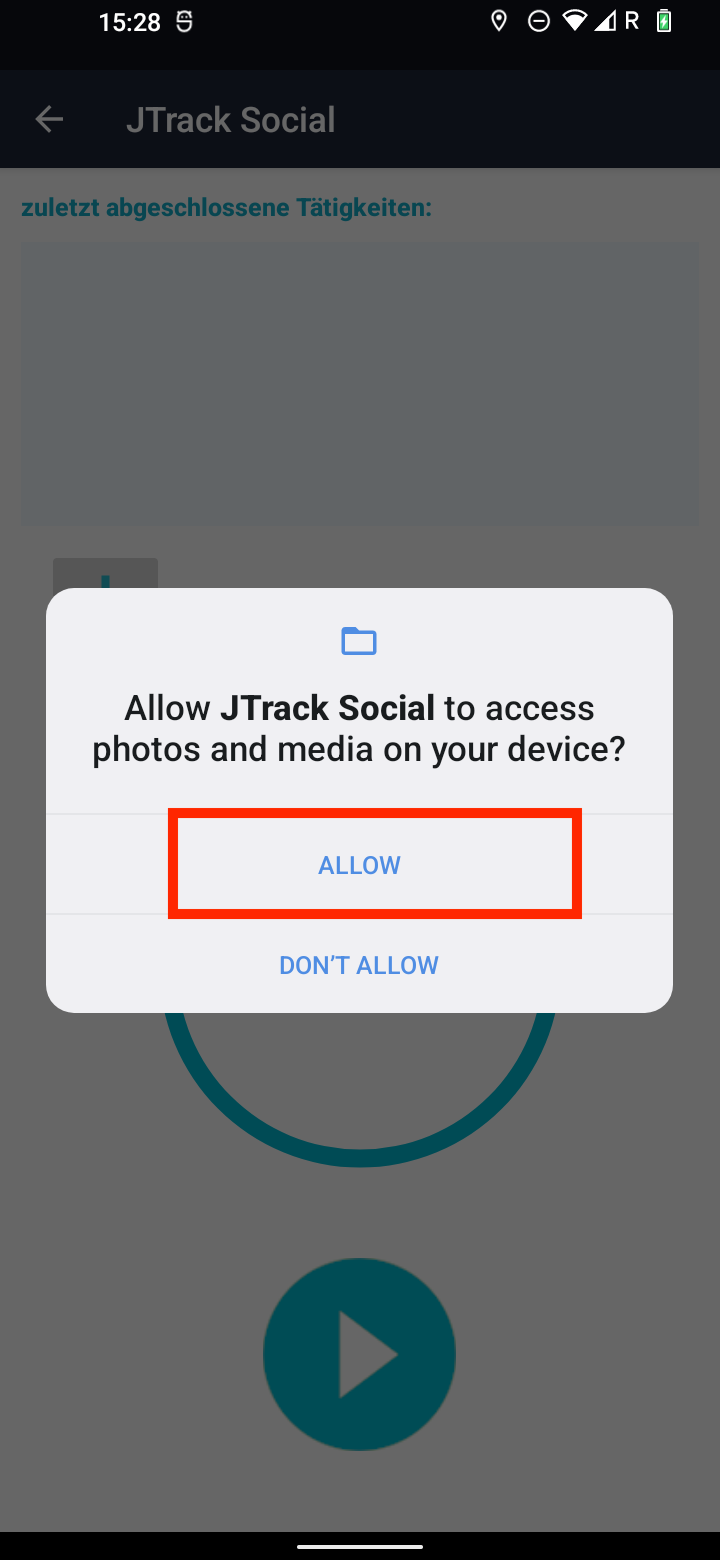 15:28 R
JTrack Social
zuletzt abgeschlossene Tätigkeiten:
Allow JTrack Social to access
photos and media on your device?
ALLOW
DON’T ALLOW